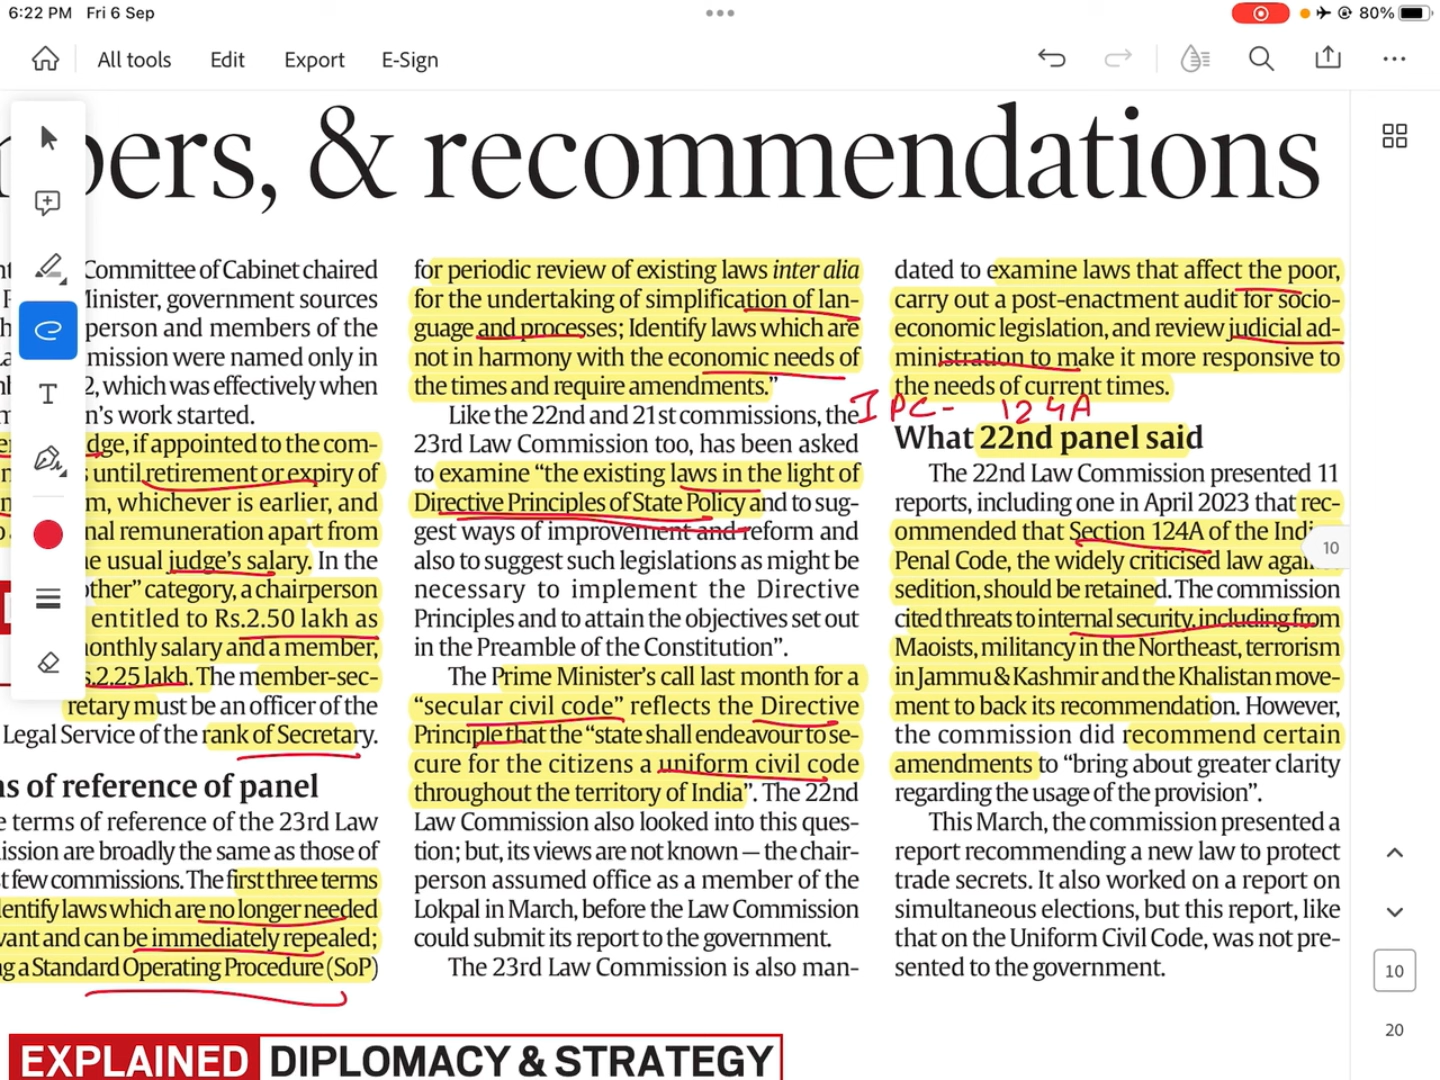 6:22 PM Fri 6 Sep
80%
All tools Edit Export E-Sign
bers, & recommendations
Committee of Cabinet chaired
Minister, government sources
person and members of the
mission were named only in
2, which was effectively when
n's work started.
dge, if appointed to the com-
s until retirement or expiry of
m, whichever is earlier, and
nal remuneration apart from
e usual judge's salary. In the
other" category, a chairperson
entitled to Rs.2.50 lakh as
onthly salary and a member,
s.2.25 lakh. The member-sec-
retary must be an officer of the
Legal Service of the rank of Secretary.
ns of reference of panel
e terms of reference of the 23rd Law
ission are broadly the same as those of
t few commissions. The first three terms
dentify laws which are no longer needed
vant and can be immediately repealed;
g a Standard Operating Procedure (SoP)
for periodic review of existing laws inter alia
for the undertaking of simplification of lan-
guage and processes; Identify laws which are
not in harmony with the economic needs of
the times and require amendments."
Like the 22nd and 21st commissions, the
23rd Law Commission too, has been asked
to examine "the existing laws in the light of
Directive Principles of State Policy and to sug-
gest ways of improvement and reform and
also to suggest such legislations as might be
necessary to implement the Directive
Principles and to attain the objectives set out
in the Preamble of the Constitution".
The Prime Minister's call last month for a
"secular civil code" reflects the Directive
Principle that the "state shall endeavour to se-
cure for the citizens a uniform civil code
throughout the territory of India". The 22nd
Law Commission also looked into this ques-
tion; but, its views are not known — the chair-
person assumed office as a member of the
Lokpal in March, before the Law Commission
could submit its report to the government.
The 23rd Law Commission is also man-
dated to examine laws that affect the poor,
carry out a post-enactment audit for socio-
economic legislation, and review judicial ad-
ministration to make it more responsive to
the needs of current times.
IPC- 124A
What 22nd panel said
The 22nd Law Commission presented 11
reports, including one in April 2023 that rec-
ommended that Section 124A of the Indi
Penal Code, the widely criticised law again
sedition, should be retained. The commission
cited threats to internal security, including from
Maoists, militancy in the Northeast, terrorism
in Jammu & Kashmir and the Khalistan move-
ment to back its recommendation. However,
the commission did recommend certain
amendments to "bring about greater clarity
regarding the usage of the provision".
This March, the commission presented a
report recommending a new law to protect
trade secrets. It also worked on a report on
simultaneous elections, but this report, like
that on the Uniform Civil Code, was not pre-
sented to the government.
10
10
20
EXPLAINED DIPLOMACY & STRATEGY